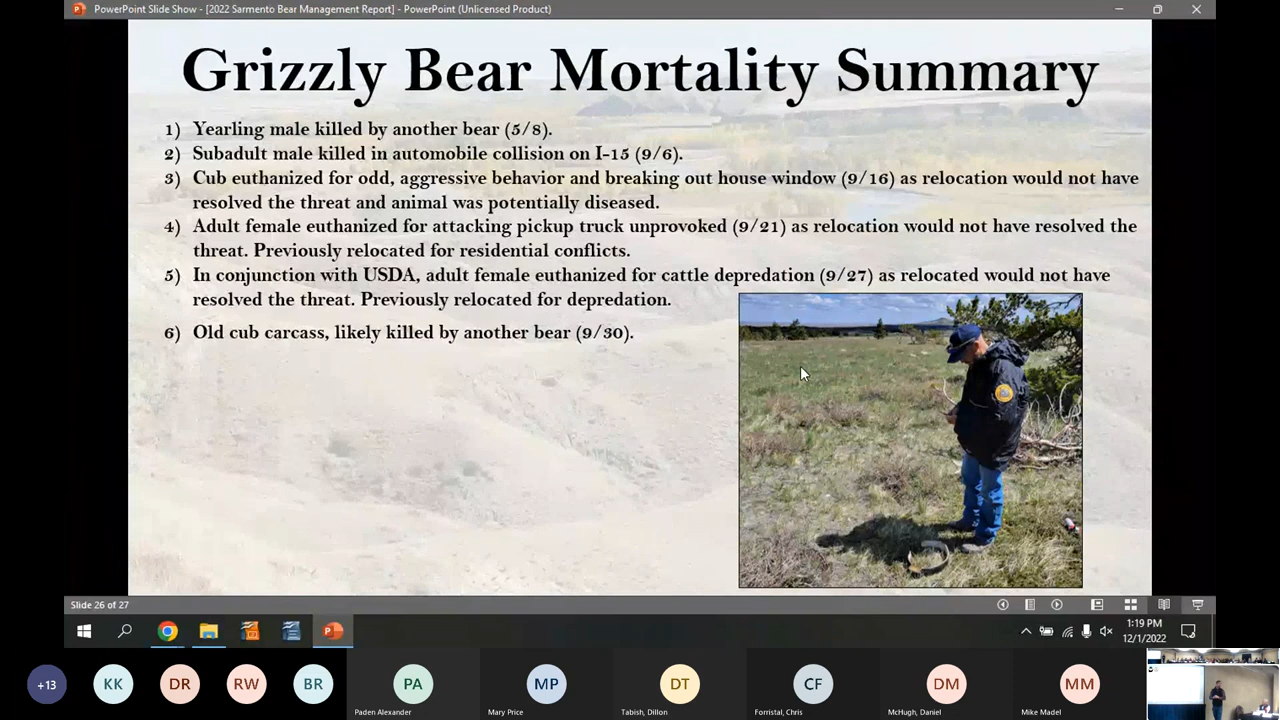 PowerPoint Slide Show - [2022 Sarmento Bear Management Report] - PowerPoint (Unlicensed Product)
Grizzly Bear Mortality Summary
1) Yearling male killed by another bear (5/8).
2) Subadult male killed in automobile collision on I-15 (9/6).
3) Cub euthanized for odd, aggressive behavior and breaking out house window (9/16) as relocation would not have
resolved the threat and animal was potentially diseased.
4) Adult female euthanized for attacking pickup truck unprovoked (9/21) as relocation would not have resolved the
threat. Previously relocated for residential conflicts.
5) In conjunction with USDA, adult female euthanized for cattle depredation (9/27) as relocated would not have
resolved the threat. Previously relocated for depredation.
6) Old cub carcass, likely killed by another bear (9/30).
Slide 26 of 27
1:19 PM
12/1/2022
+13 KK DR RW BR PA MP DT CF DM MM
Paden Alexander Mary Price Tabish, Dillon Forristal, Chris McHugh, Daniel Mike Madel